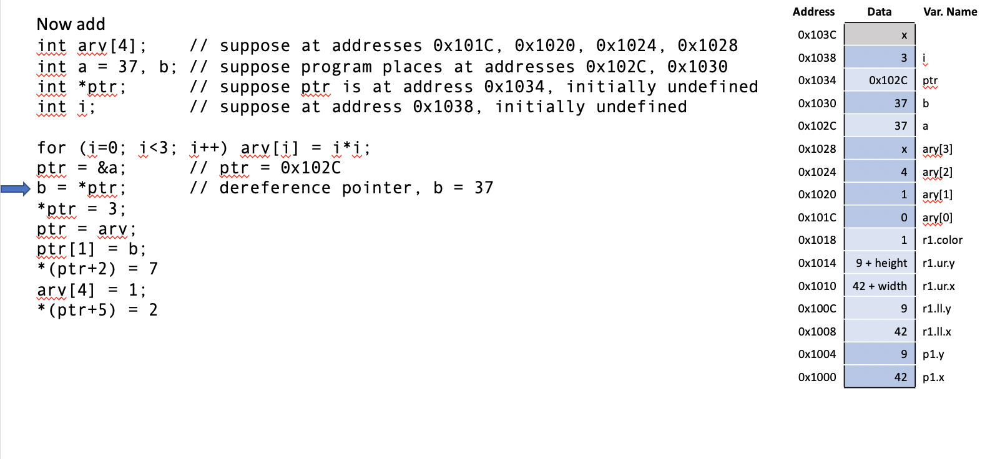 Now add
int arv[4]; // suppose at addresses 0x101C, 0x1020, 0x1024, 0x1028
int a = 37, b; // suppose program places at addresses 0x102C, 0x1030
int *ptr; // suppose ptr is at address 0x1034, initially undefined
int i; // suppose at address 0x1038, initially undefined
for (i=0; i<3; i++) arv[i] = i*i;
ptr = &a; // ptr = 0x102C
b = *ptr; // dereference pointer, b = 37
*ptr = 3;
ptr = arv;
ptr[1] = b;
*(ptr+2) = 7
arv[4] = 1;
*(ptr+5) = 2
Address Data Var. Name
0x103C x
0x1038 3 i
0x1034 0x102C ptr
0x1030 37 b
0x102C 37 a
0x1028 x ary[3]
0x1024 4 ary[2]
0x1020 1 ary[1]
0x101C 0 ary[0]
0x1018 1 r1.color
0x1014 9 + height r1.ur.y
0x1010 42 + width r1.ur.x
0x100C 9 r1.ll.y
0x1008 42 r1.ll.x
0x1004 9 p1.y
0x1000 42 p1.x